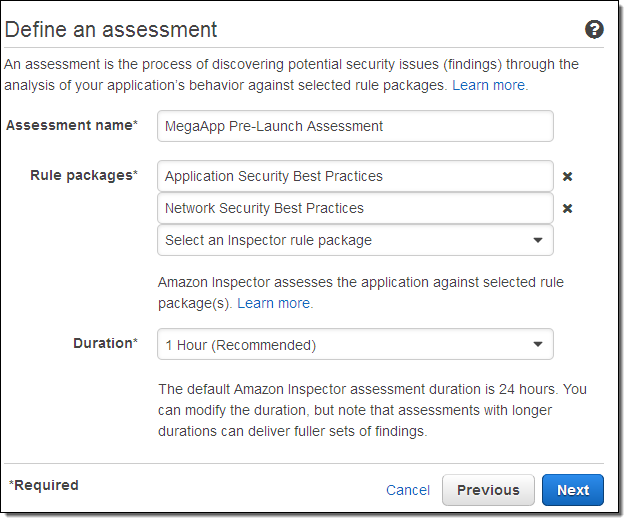 Define an assessment
?
An assessment is the process of discovering potential security issues (findings) through the
analysis of your application's behavior against selected rule packages. Learn more.
Assessment name* MegaApp Pre-Launch Assessment
Rule packages* Application Security Best Practices
Network Security Best Practices
Select an Inspector rule package
Amazon Inspector assesses the application against selected rule
package(s). Learn more.
Duration* 1 Hour (Recommended)
The default Amazon Inspector assessment duration is 24 hours. You
can modify the duration, but note that assessments with longer
durations can deliver fuller sets of findings.
*Required Cancel Previous Next